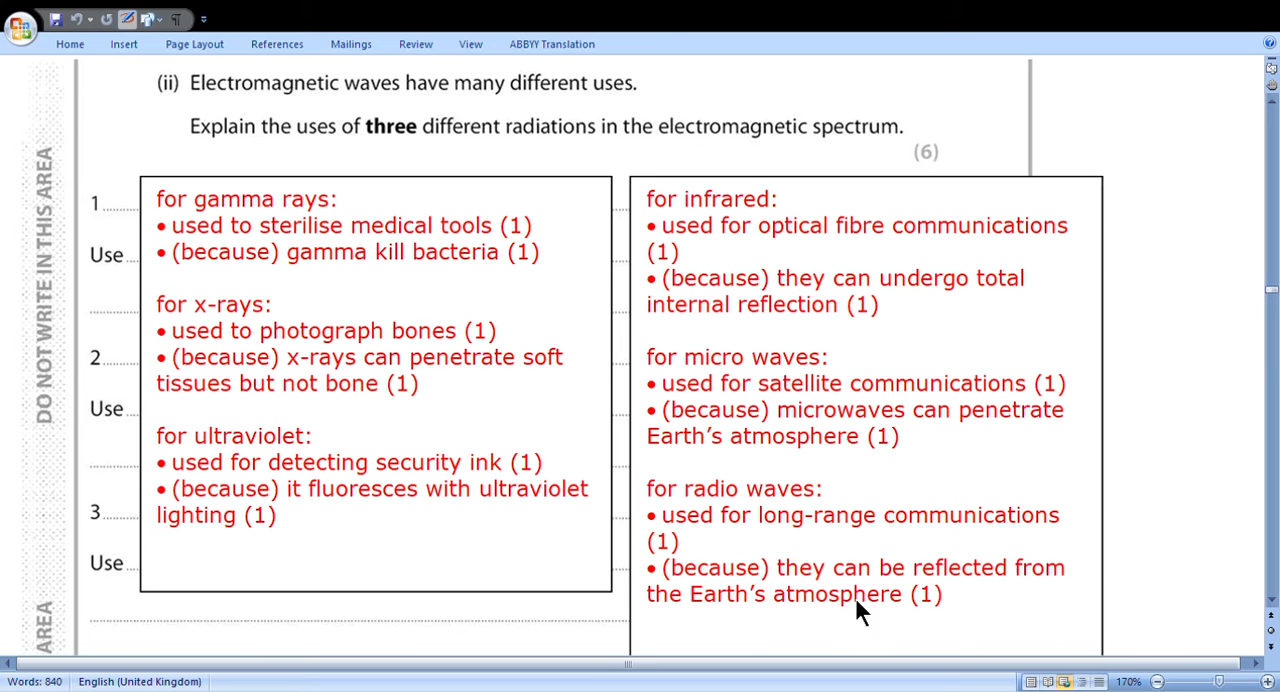 Home Insert Page Layout References Mailings Review View ABBYY Translation
(ii) Electromagnetic waves have many different uses.
Explain the uses of three different radiations in the electromagnetic spectrum.
(6)
DO NOT WRITE IN THIS AREA
AREA
1
Use
2
Use
3
Use
for gamma rays:
• used to sterilise medical tools (1)
• (because) gamma kill bacteria (1)
for x-rays:
• used to photograph bones (1)
• (because) x-rays can penetrate soft
tissues but not bone (1)
for ultraviolet:
• used for detecting security ink (1)
• (because) it fluoresces with ultraviolet
lighting (1)
for infrared:
• used for optical fibre communications
(1)
• (because) they can undergo total
internal reflection (1)
for micro waves:
• used for satellite communications (1)
• (because) microwaves can penetrate
Earth’s atmosphere (1)
for radio waves:
• used for long-range communications
(1)
• (because) they can be reflected from
the Earth’s atmosphere (1)
Words: 840 English (United Kingdom) 170%